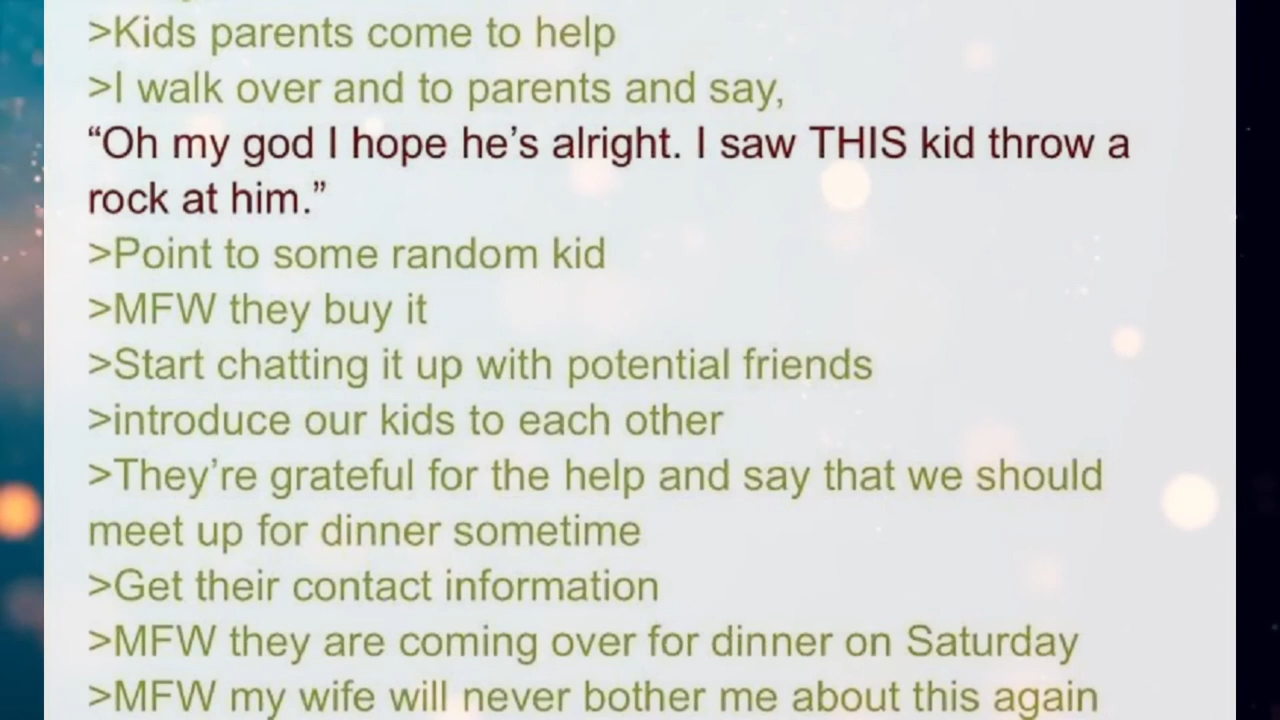 >Kids parents come to help
>I walk over and to parents and say,
“Oh my god I hope he’s alright. I saw THIS kid throw a
rock at him.”
>Point to some random kid
>MFW they buy it
>Start chatting it up with potential friends
>introduce our kids to each other
>They’re grateful for the help and say that we should
meet up for dinner sometime
>Get their contact information
>MFW they are coming over for dinner on Saturday
>MFW my wife will never bother me about this again